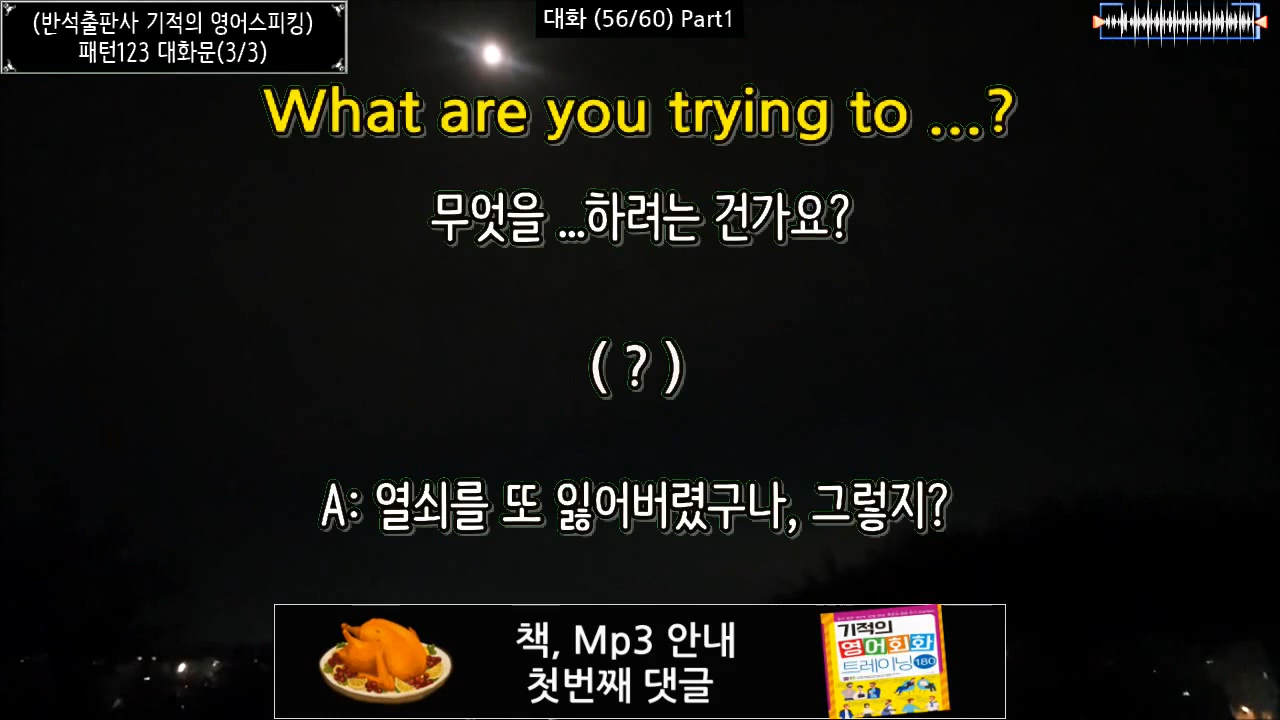 (반석출판사 기적의 영어스피킹)
패턴123 대화문(3/3)
대화 (56/60) Part1
What are you trying to ...?
무엇을 ...하려는 건가요?
( ? )
A: 열쇠를 또 잃어버렸구나, 그렇지?
책, Mp3 안내
첫번째 댓글
기적의
영어회화
트레이닝 180